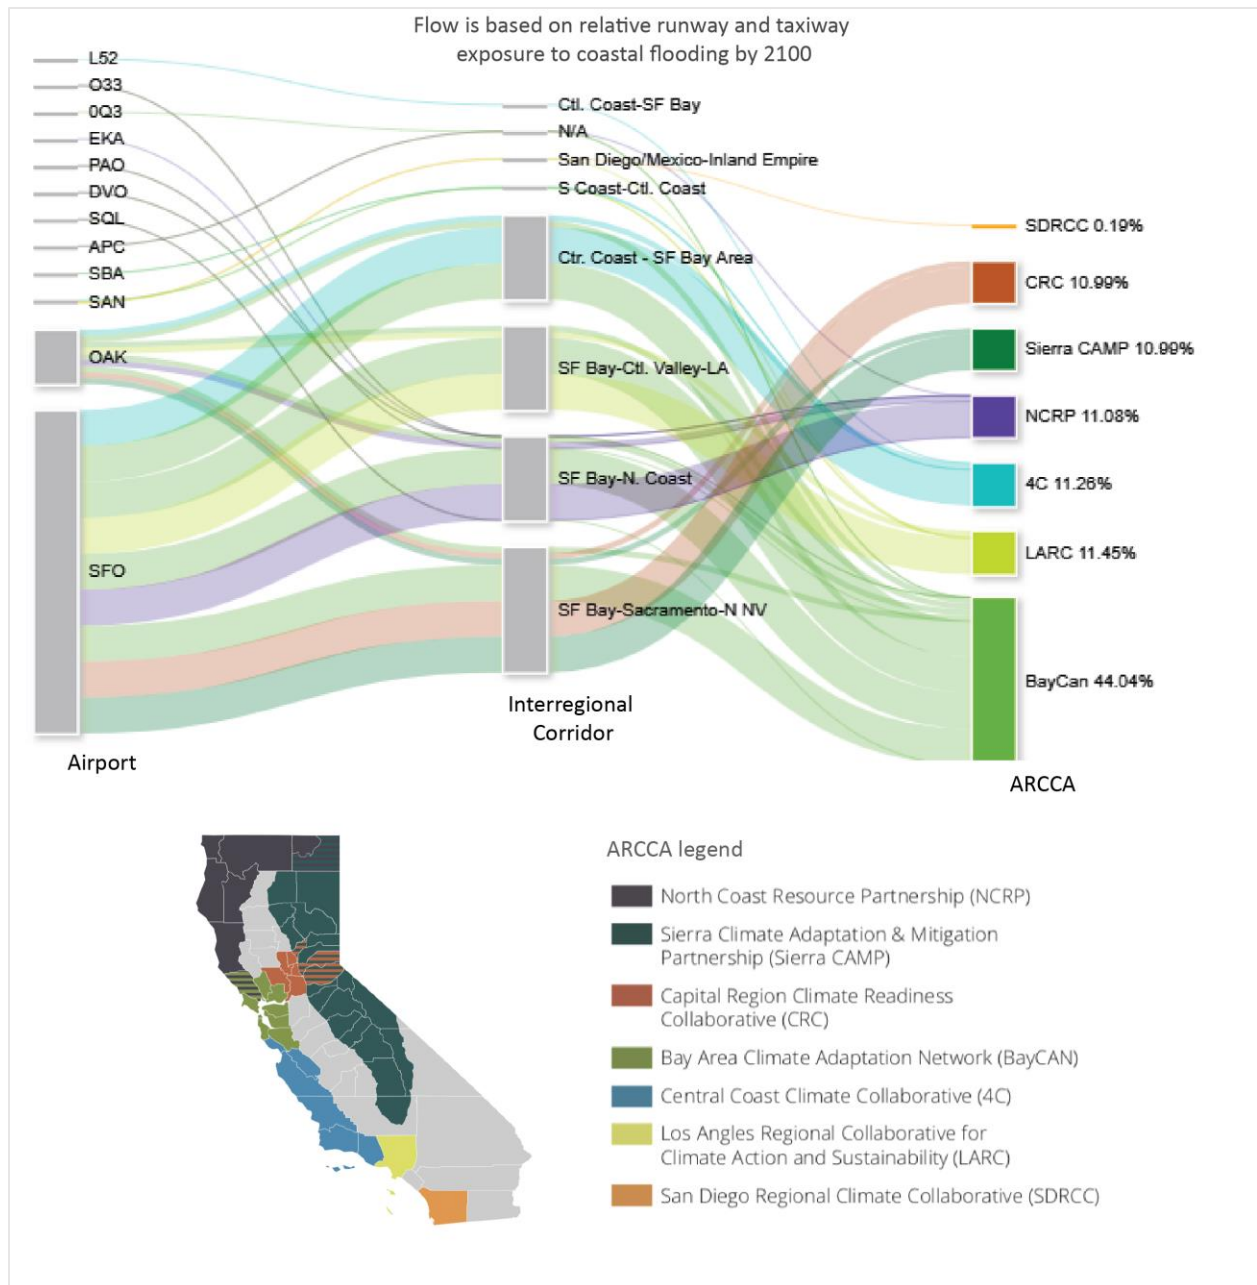 Flow is based on relative runway and taxiway
exposure to coastal flooding by 2100
L52
O33
0Q3
EKA
PAO
DVO
SQL
APC
SBA
SAN
OAK
SFO
Airport
Ctl. Coast-SF Bay
N/A
San Diego/Mexico-Inland Empire
S Coast-Ctl. Coast
Ctr. Coast - SF Bay Area
SF Bay-Ctl. Valley-LA
SF Bay-N. Coast
SF Bay-Sacramento-N NV
Interregional
Corridor
SDRCC 0.19%
CRC 10.99%
Sierra CAMP 10.99%
NCRP 11.08%
4C 11.26%
LARC 11.45%
BayCan 44.04%
ARCCA
ARCCA legend
North Coast Resource Partnership (NCRP)
Sierra Climate Adaptation & Mitigation
Partnership (Sierra CAMP)
Capital Region Climate Readiness
Collaborative (CRC)
Bay Area Climate Adaptation Network (BayCAN)
Central Coast Climate Collaborative (4C)
Los Angles Regional Collaborative for
Climate Action and Sustainability (LARC)
San Diego Regional Climate Collaborative (SDRCC)